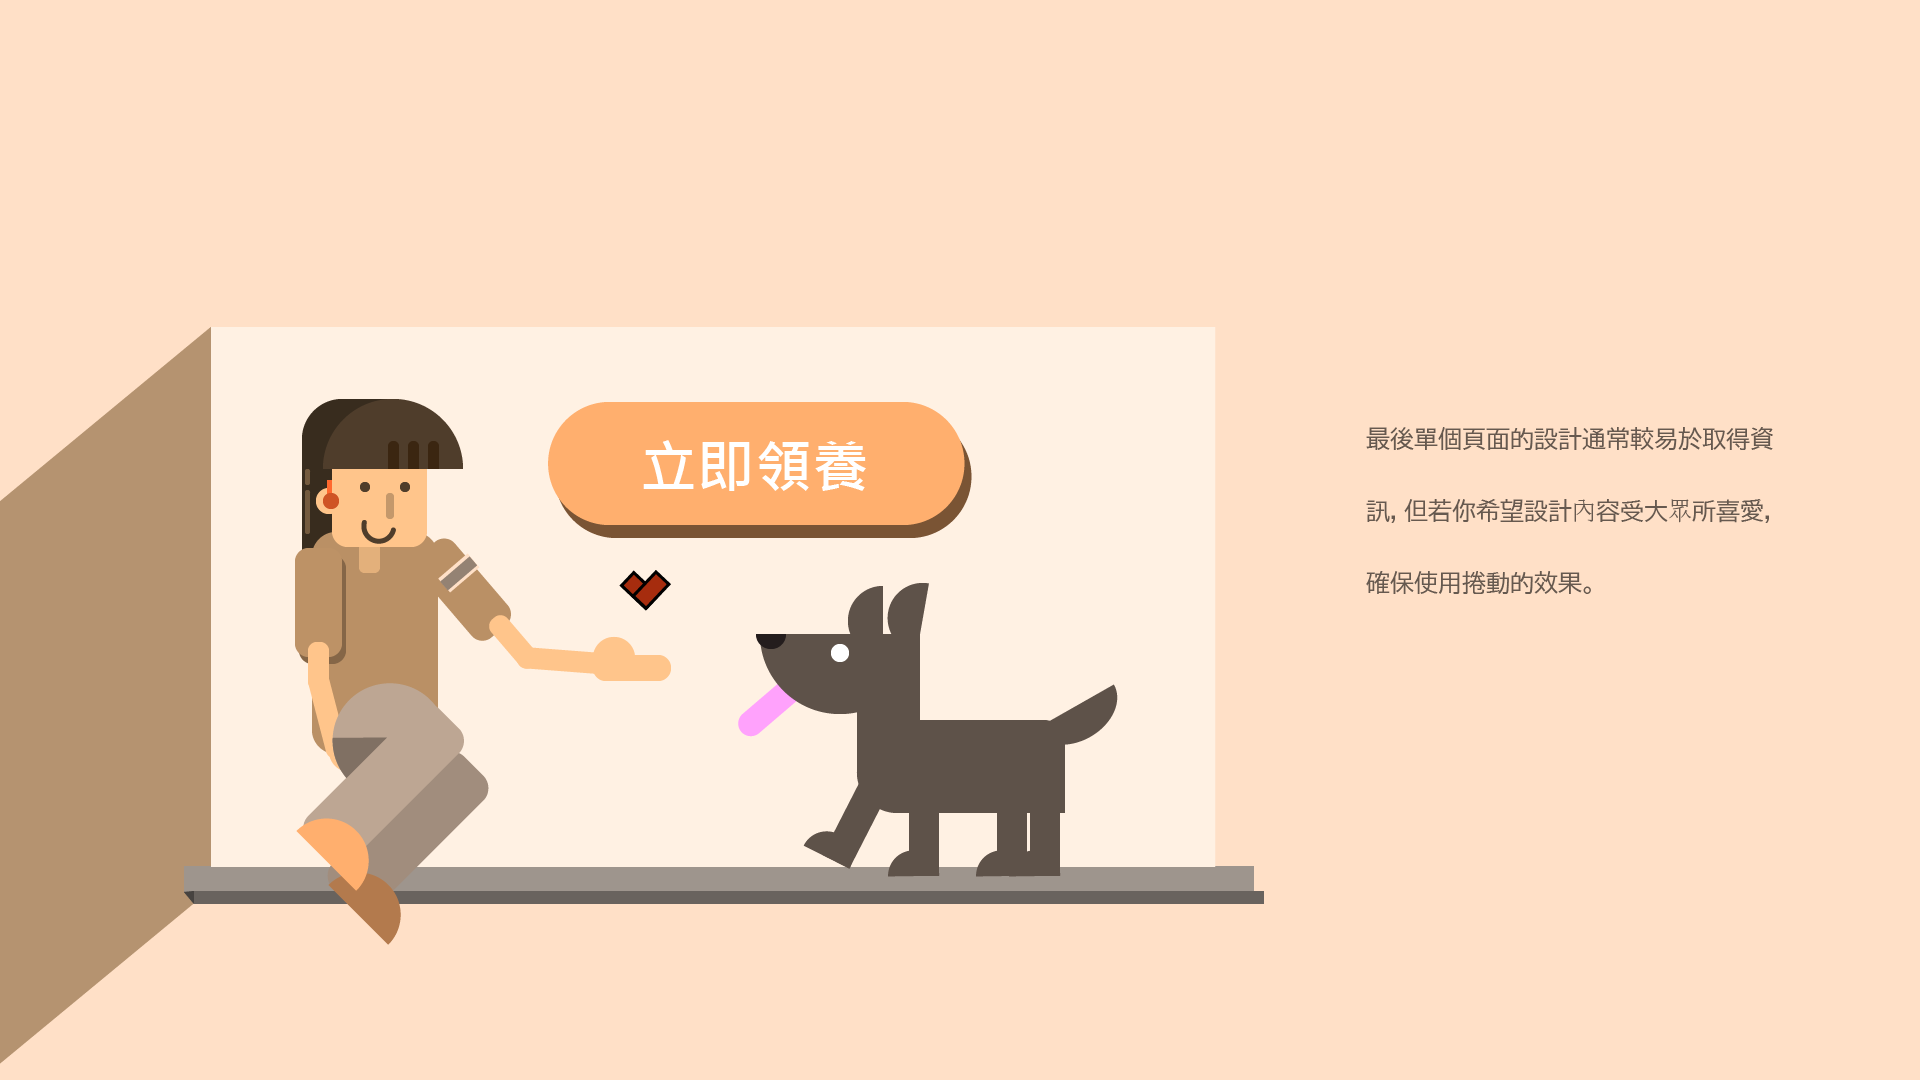 立即領養
最後單個頁面的設計通常較易於取得資
訊, 但若你希望設計內容受大眾所喜愛,
確保使用捲動的效果。